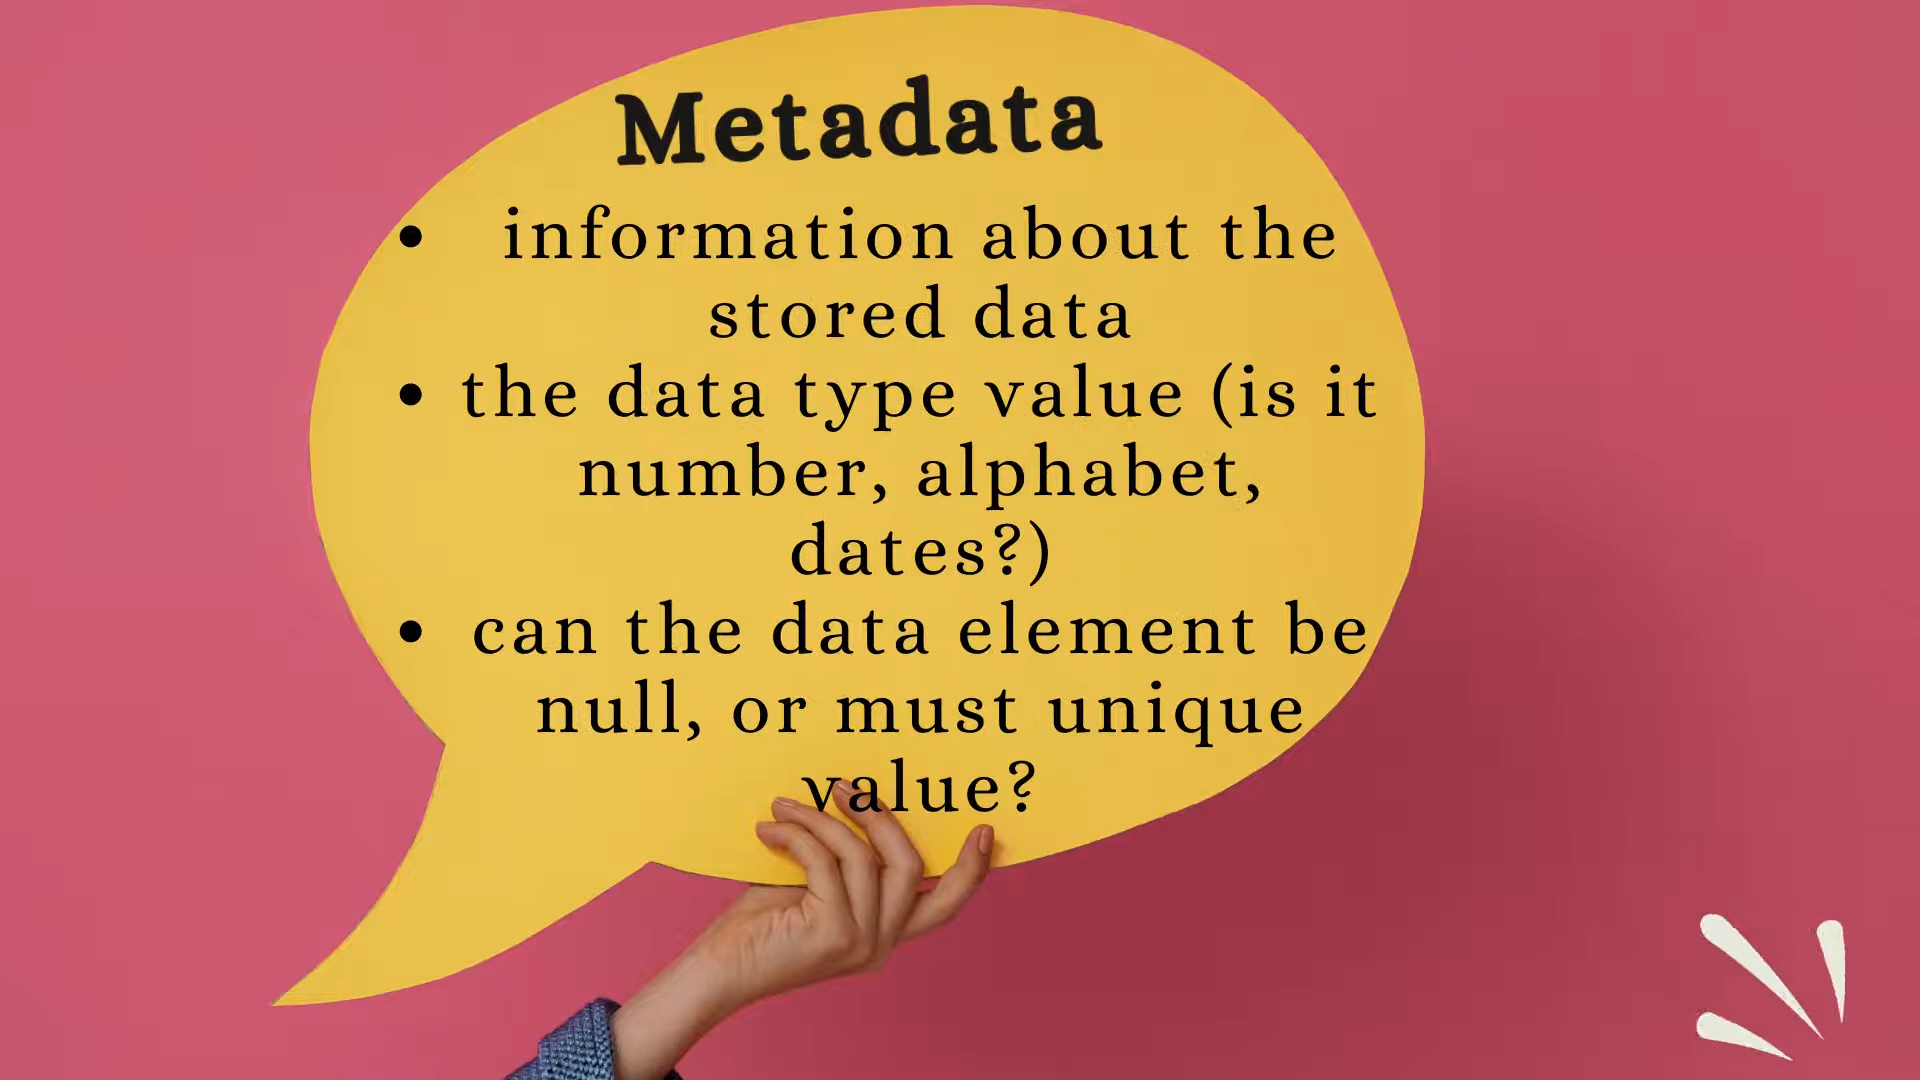 Metadata
• information about the
stored data
• the data type value (is it
number, alphabet,
dates?)
• can the data element be
null, or must unique
value?